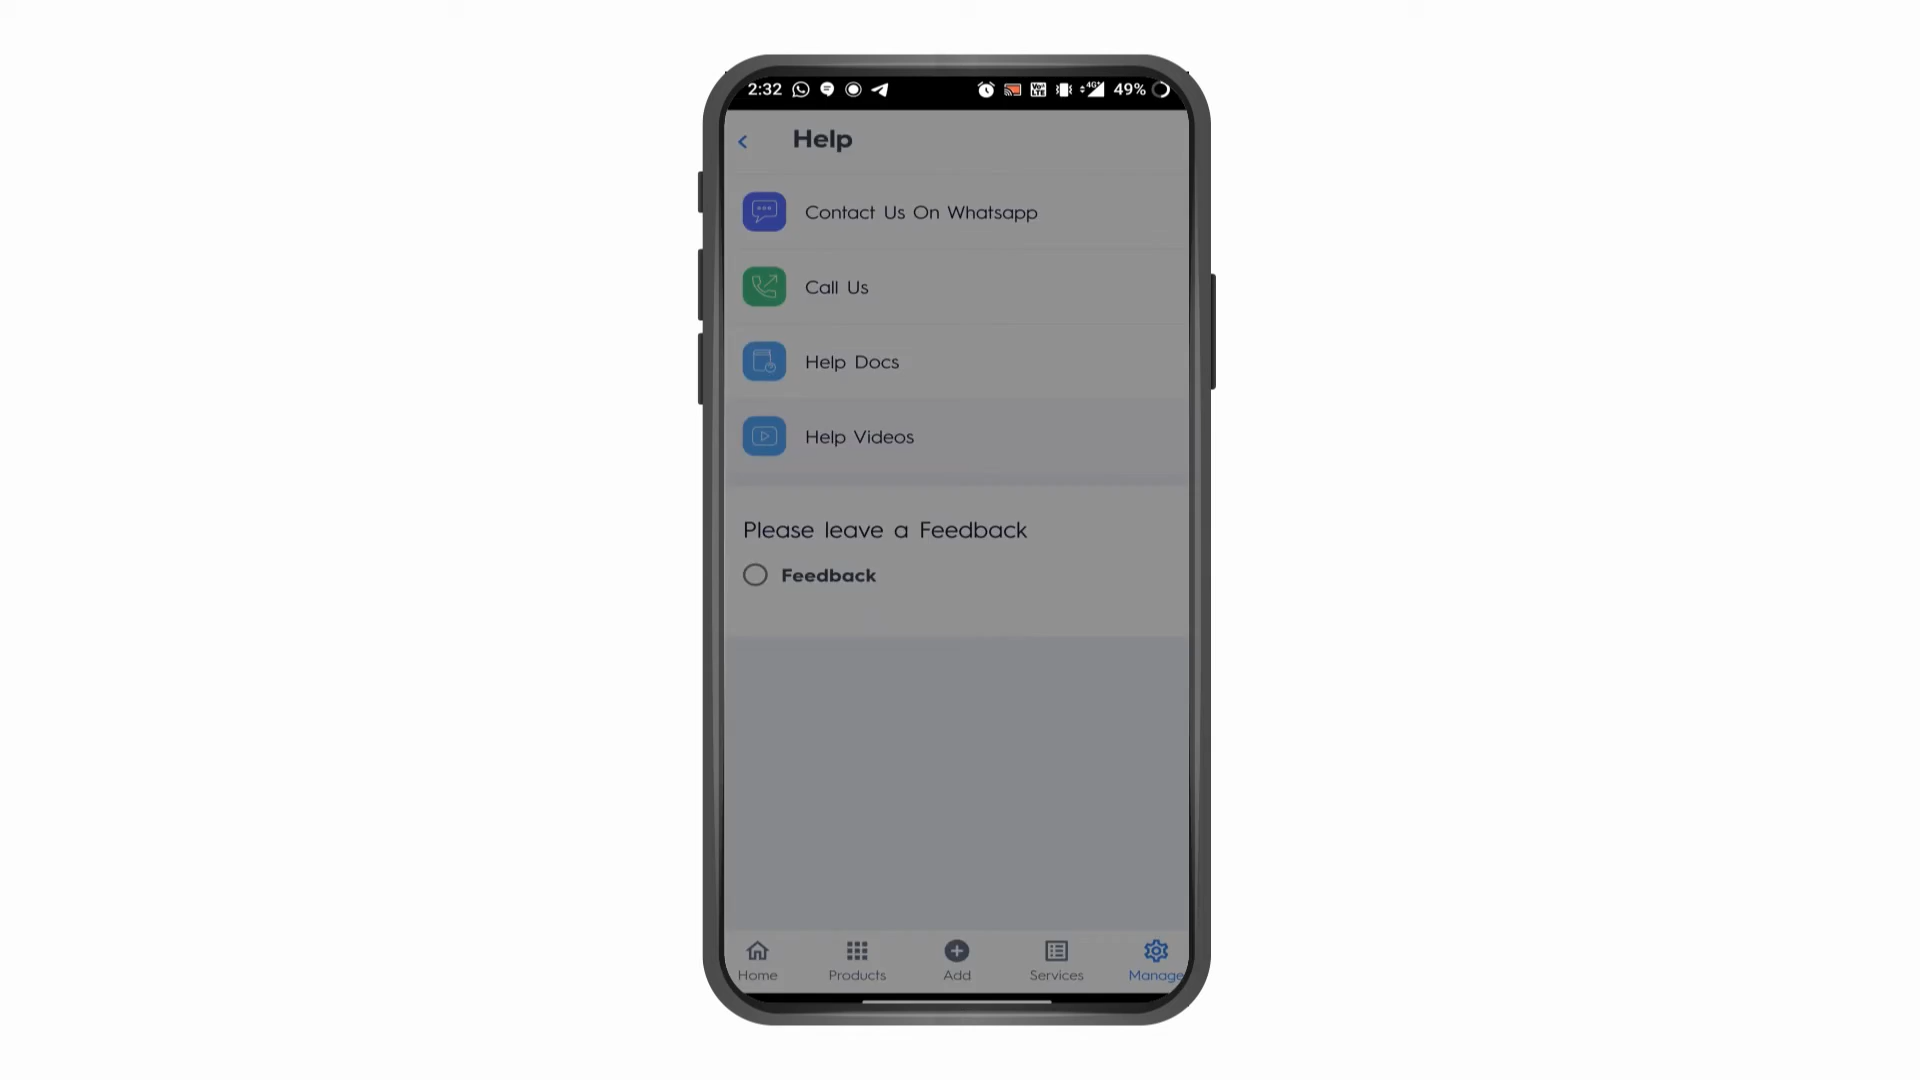 2:32 49%
Help
Contact Us On Whatsapp
Call Us
Help Docs
Help Videos
Please leave a Feedback
Feedback
Home Products Add Services Manage